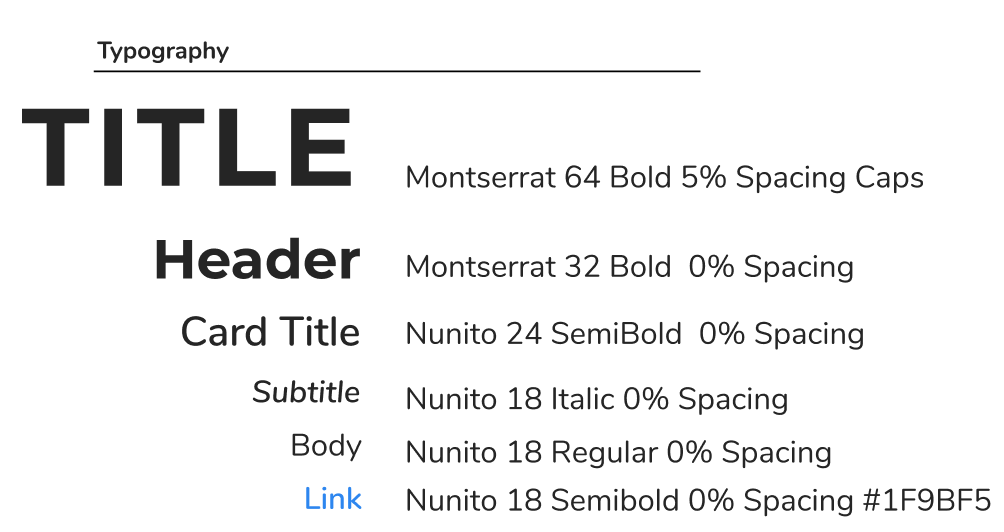 Typography
TITLE Montserrat 64 Bold 5% Spacing Caps
Header Montserrat 32 Bold 0% Spacing
Card Title Nunito 24 SemiBold 0% Spacing
Subtitle Nunito 18 Italic 0% Spacing
Body Nunito 18 Regular 0% Spacing
Link Nunito 18 Semibold 0% Spacing #1F9BF5